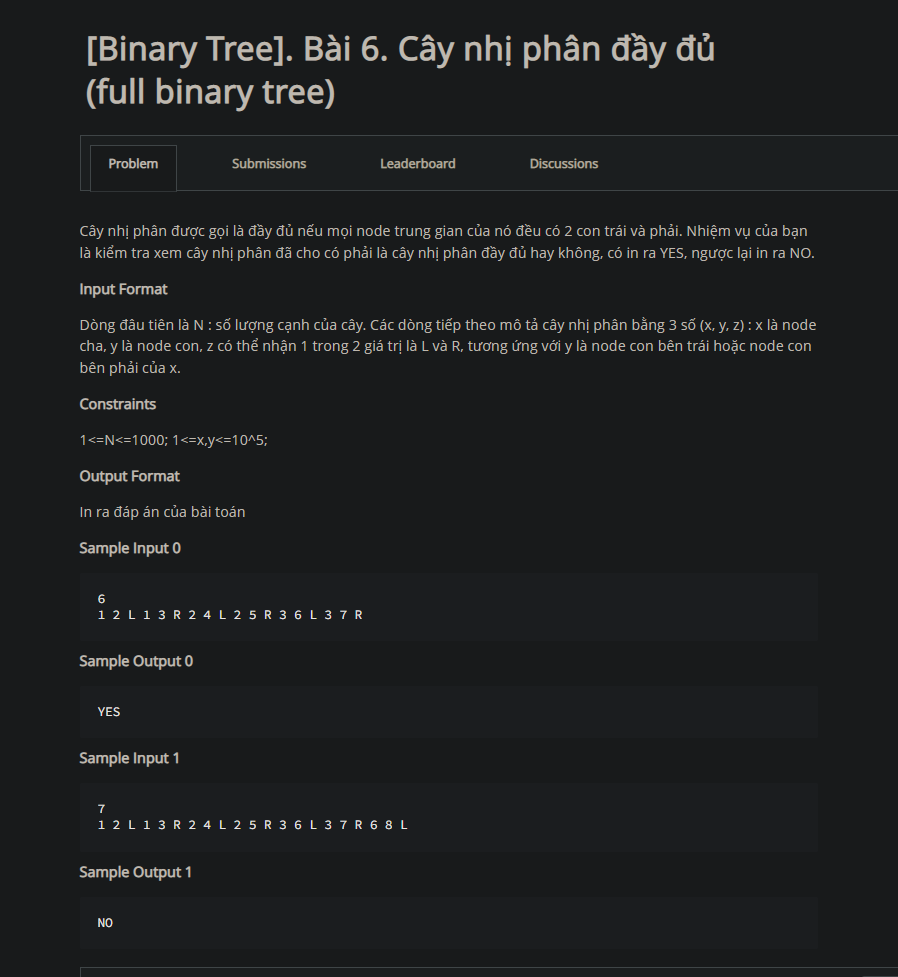 [Binary Tree]. Bài 6. Cây nhị phân đầy đủ
(full binary tree)
Problem
Submissions
Leaderboard
Discussions
Cây nhị phân được gọi là đầy đủ nếu mọi node trung gian của nó đều có 2 con trái và phải. Nhiệm vụ của bạn
là kiểm tra xem cây nhị phân đã cho có phải là cây nhị phân đầy đủ hay không, có in ra YES, ngược lại in ra NO.
Input Format
Dòng đâu tiên là N : số lượng cạnh của cây. Các dòng tiếp theo mô tả cây nhị phân bằng 3 số (x, y, z) : x là node
cha, y là node con, z có thể nhận 1 trong 2 giá trị là L và R, tương ứng với y là node con bên trái hoặc node con
bên phải của x.
Constraints
1<=N<=1000; 1<=x,y<=10^5;
Output Format
In ra đáp án của bài toán
Sample Input 0
6
1 2 L 1 3 R 2 4 L 2 5 R 3 6 L 3 7 R
Sample Output 0
YES
Sample Input 1
7
1 2 L 1 3 R 2 4 L 2 5 R 3 6 L 3 7 R 6 8 L
Sample Output 1
NO